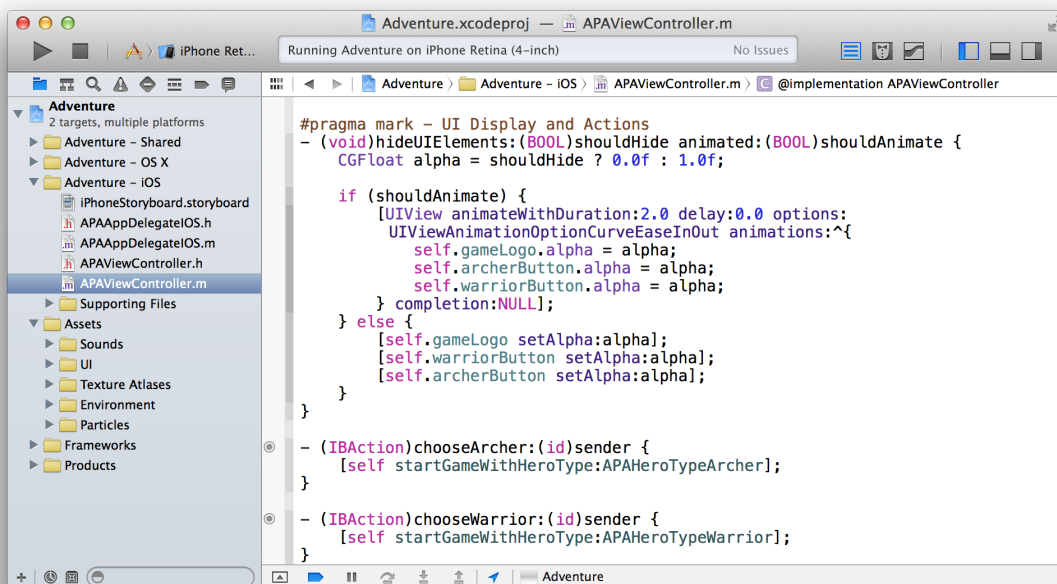 Adventure.xcodeproj — APAViewController.m
iPhone Ret...
Running Adventure on iPhone Retina (4-inch) No Issues
Adventure Adventure – iOS APAViewController.m @implementation APAViewController
Adventure
2 targets, multiple platforms
Adventure – Shared
Adventure – OS X
Adventure – iOS
iPhoneStoryboard.storyboard
APAAppDelegateIOS.h
APAAppDelegateIOS.m
APAViewController.h
APAViewController.m
Supporting Files
Assets
Sounds
UI
Texture Atlases
Environment
Particles
Frameworks
Products
#pragma mark – UI Display and Actions
- (void)hideUIElements:(BOOL)shouldHide animated:(BOOL)shouldAnimate {
CGFloat alpha = shouldHide ? 0.0f : 1.0f;
if (shouldAnimate) {
[UIView animateWithDuration:2.0 delay:0.0 options:
UIViewAnimationOptionCurveEaseInOut animations:^{
self.gameLogo.alpha = alpha;
self.archerButton.alpha = alpha;
self.warriorButton.alpha = alpha;
} completion:NULL];
} else {
[self.gameLogo setAlpha:alpha];
[self.warriorButton setAlpha:alpha];
[self.archerButton setAlpha:alpha];
}
}
- (IBAction)chooseArcher:(id)sender {
[self startGameWithHeroType:APAHeroTypeArcher];
}
- (IBAction)chooseWarrior:(id)sender {
[self startGameWithHeroType:APAHeroTypeWarrior];
}
Adventure